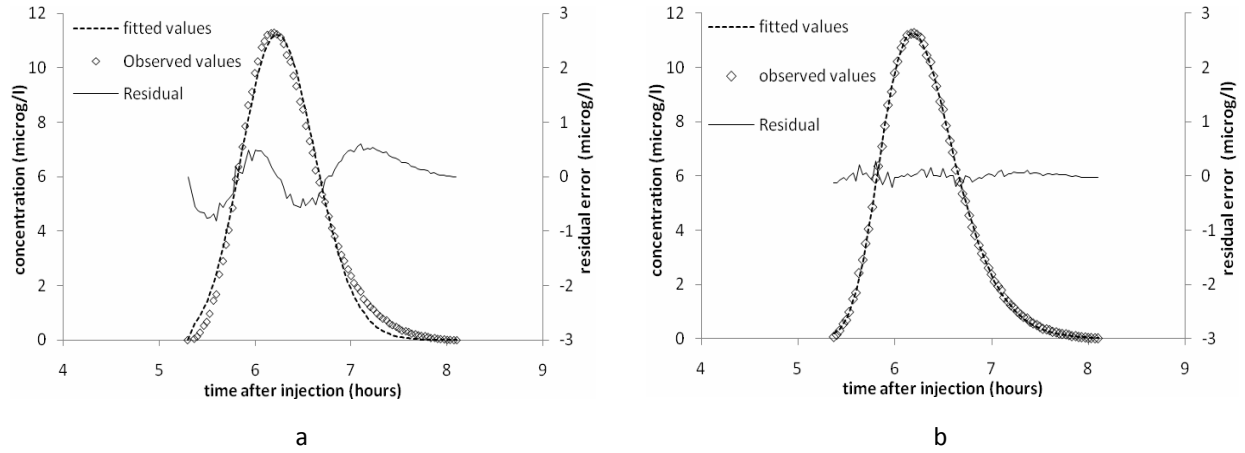 fitted values
Observed values
Residual
concentration (microg/l)
12
10
8
6
4
2
0
3
2
1
0
-1
-2
-3
residual error (microg/l)
4
5
6
7
8
9
time after injection (hours)
a
fitted values
observed values
Residual
concentration (microg/l)
12
10
8
6
4
2
0
3
2
1
0
-1
-2
-3
residual error (microg/l)
4
5
6
7
8
9
time after injection (hours)
b